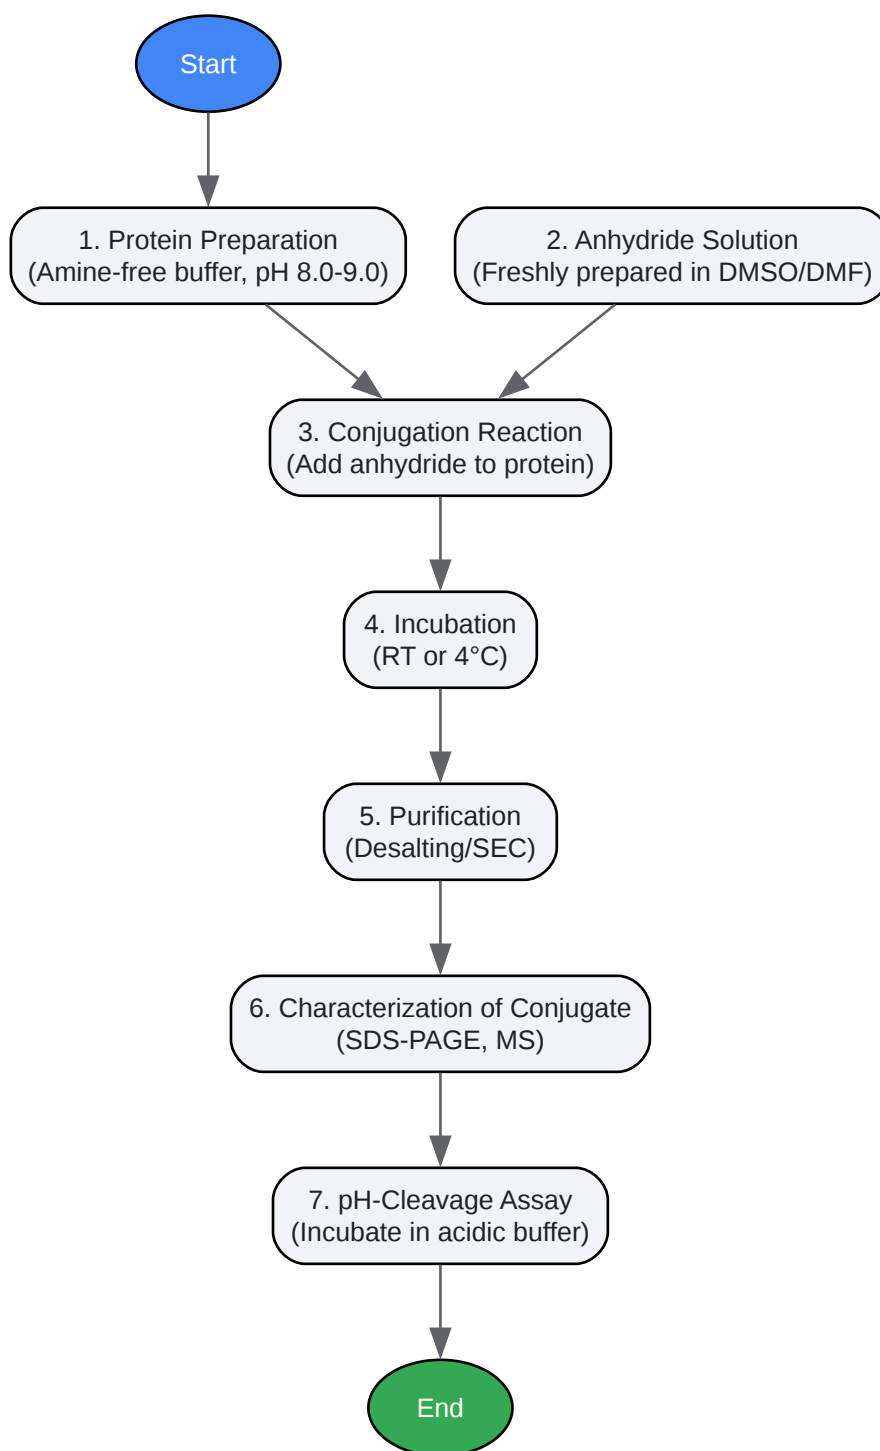 Start
1. Protein Preparation
(Amine-free buffer, pH 8.0-9.0)
2. Anhydride Solution
(Freshly prepared in DMSO/DMF)
3. Conjugation Reaction
(Add anhydride to protein)
4. Incubation
(RT or 4°C)
5. Purification
(Desalting/SEC)
6. Characterization of Conjugate
(SDS-PAGE, MS)
7. pH-Cleavage Assay
(Incubate in acidic buffer)
End